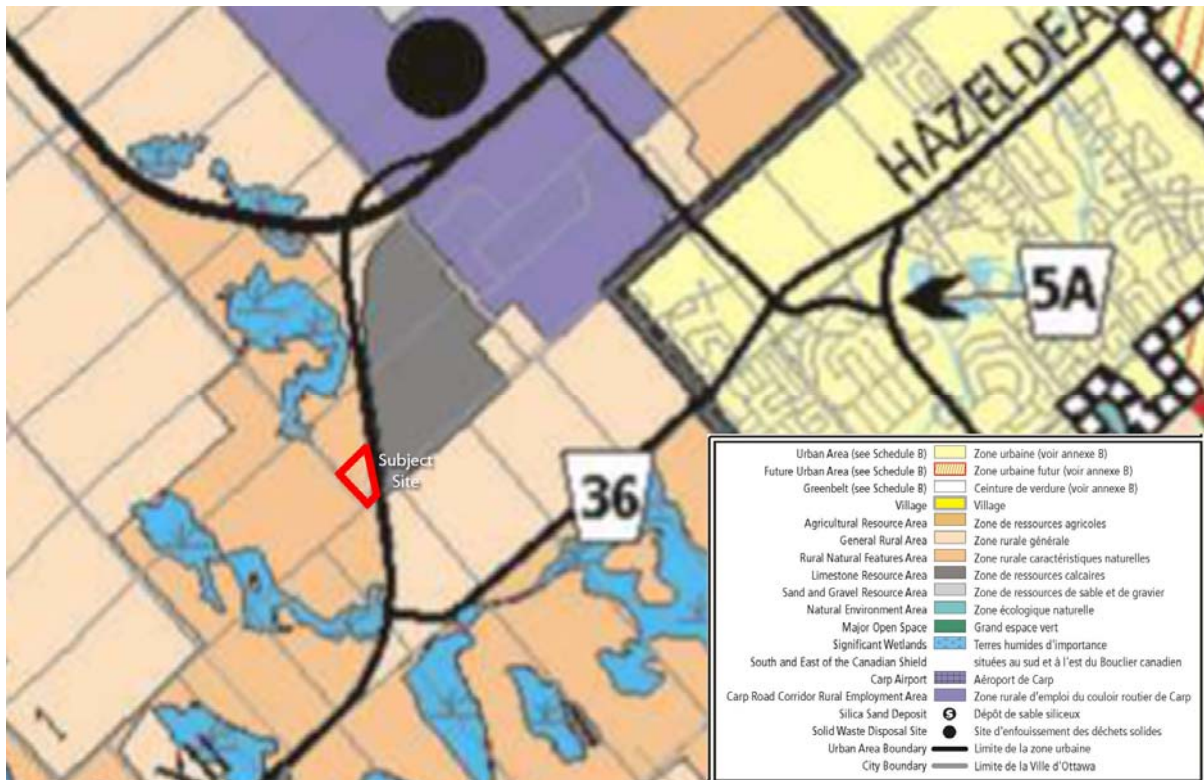 HAZELDEA
5A
Subject
Site
36
Urban Area (see Schedule B) Zone urbaine (voir annexe B)
Future Urban Area (see Schedule B) Zone urbaine futur (voir annexe B)
Greenbelt (see Schedule B) Ceinture de verdure (voir annexe B)
Village Village
Agricultural Resource Area Zone de ressources agricoles
General Rural Area Zone rurale générale
Rural Natural Features Area Zone rurale caractéristiques naturelles
Limestone Resource Area Zone de ressources calcaires
Sand and Gravel Resource Area Zone de ressources de sable et de gravier
Natural Environment Area Zone écologique naturelle
Major Open Space Grand espace vert
Significant Wetlands Terres humides d'importance
South and East of the Canadian Shield situées au sud et à l'est du Bouclier canadien
Carp Airport Aéroport de Carp
Carp Road Corridor Rural Employment Area Zone rurale d'emploi du couloir routier de Carp
Silica Sand Deposit S Dépôt de sable siliceux
Solid Waste Disposal Site Site d'enfouissement des déchets solides
Urban Area Boundary Limite de la zone urbaine
City Boundary Limite de la Ville d'Ottawa